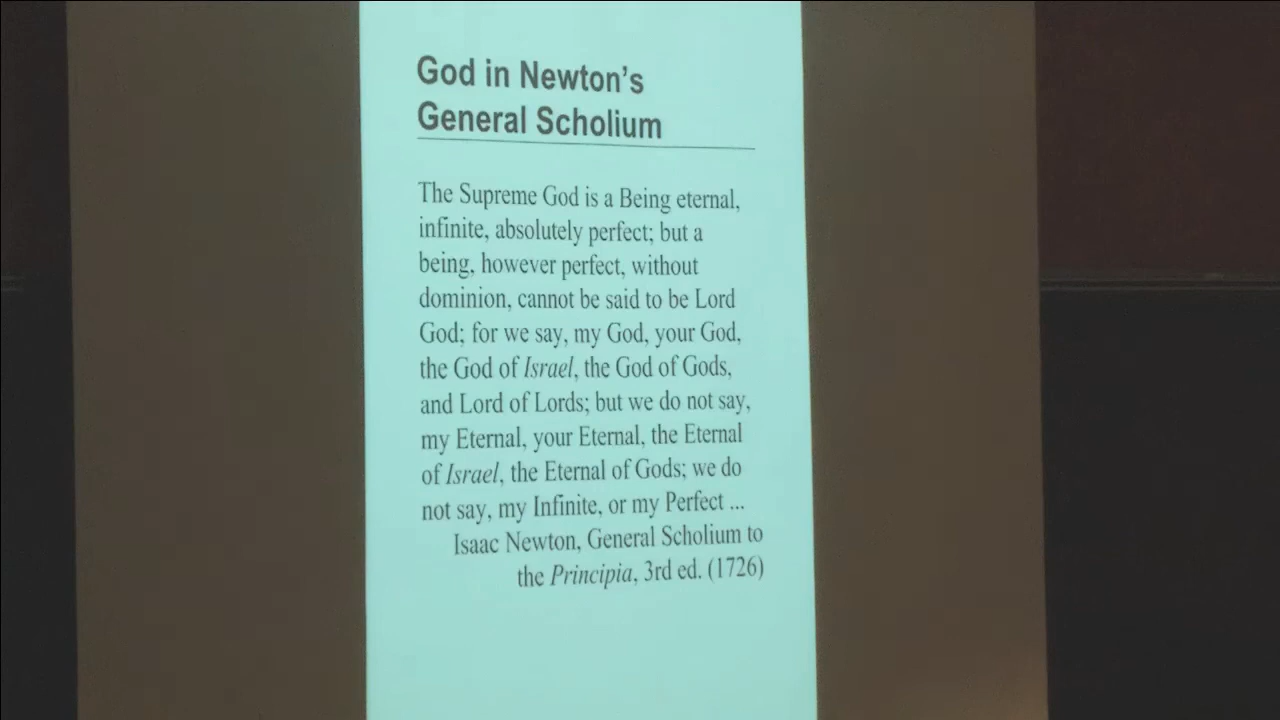 God in Newton's
General Scholium
The Supreme God is a Being eternal,
infinite, absolutely perfect; but a
being, however perfect, without
dominion, cannot be said to be Lord
God; for we say, my God, your God,
the God of Israel, the God of Gods,
and Lord of Lords; but we do not say,
my Eternal, your Eternal, the Eternal
of Israel, the Eternal of Gods; we do
not say, my Infinite, or my Perfect ...
Isaac Newton, General Scholium to
the Principia, 3rd ed. (1726)